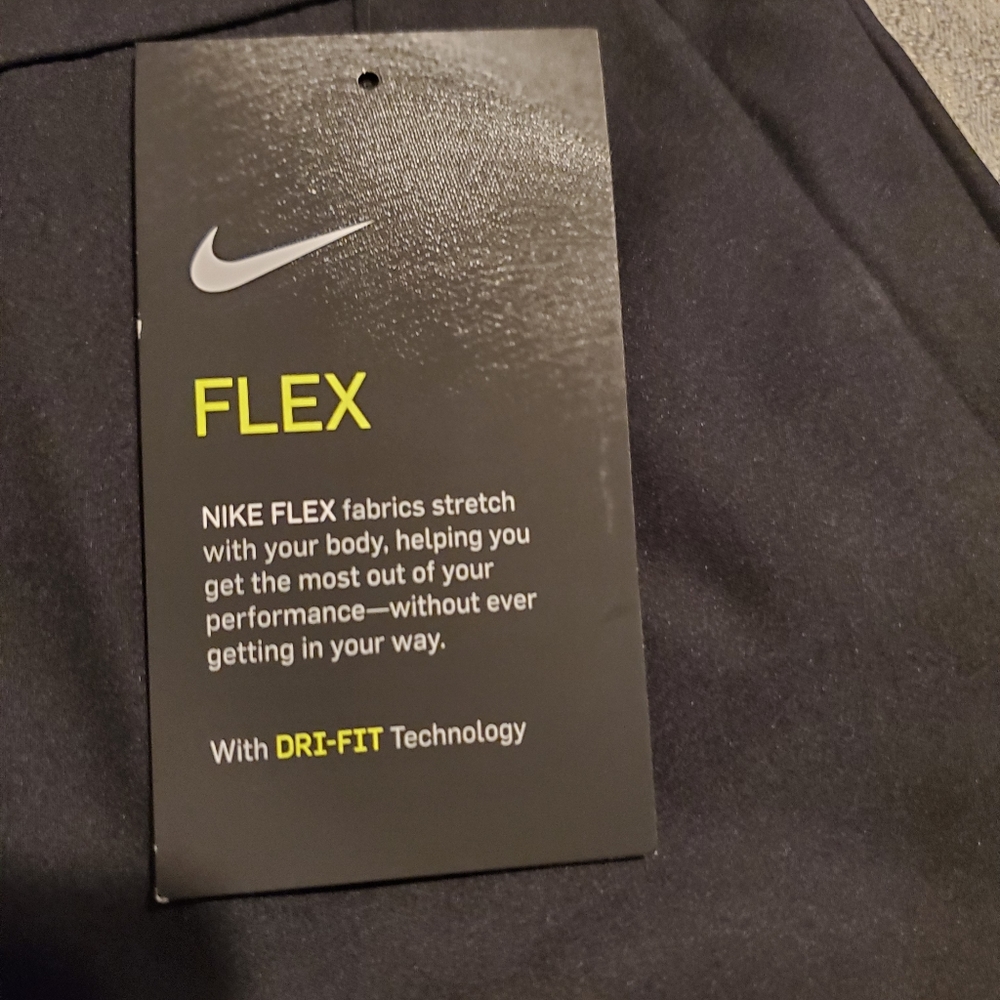 FLEX
NIKE FLEX fabrics stretch
with your body, helping you
get the most out of your
performance—without ever
getting in your way.
With DRI-FIT Technology